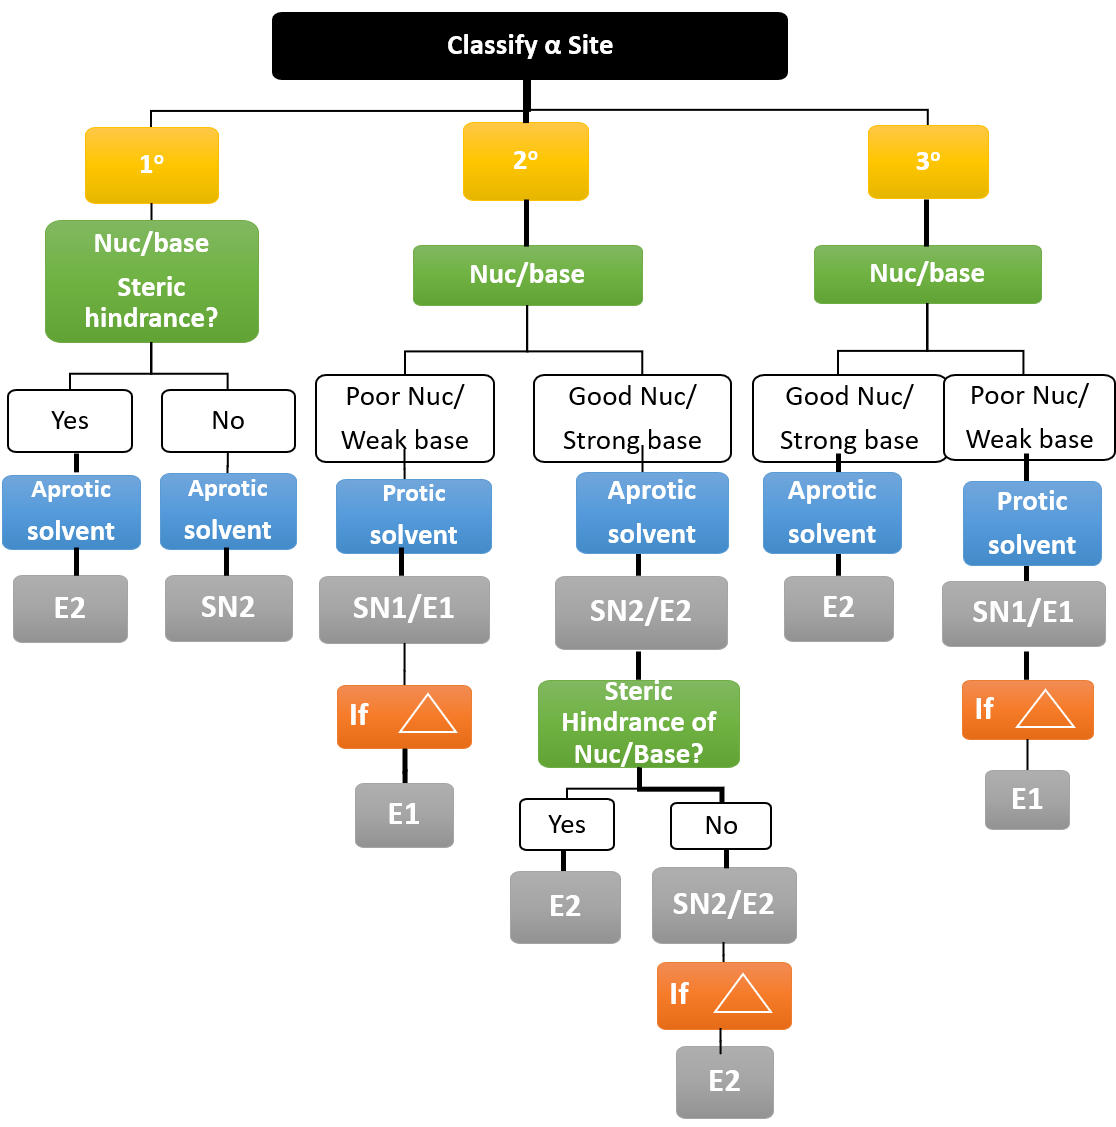 Classify α Site
1º
2º
3º
Nuc/base
Steric
hindrance?
Nuc/base
Nuc/base
Yes
No
Poor Nuc/
Weak base
Good Nuc/
Strong base
Good Nuc/
Strong base
Poor Nuc/
Weak base
Aprotic
solvent
Aprotic
solvent
Protic
solvent
Aprotic
solvent
Aprotic
solvent
Protic
solvent
E2
SN2
SN1/E1
SN2/E2
E2
SN1/E1
If
Steric
Hindrance of
Nuc/Base?
If
E1
Yes
No
E1
E2
SN2/E2
If
E2